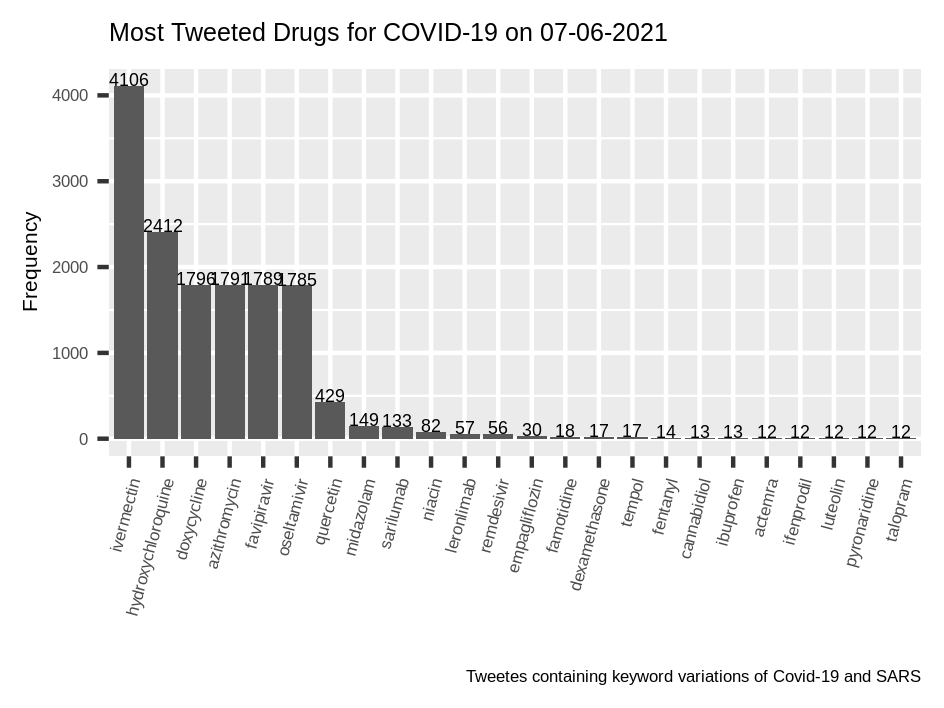 Most Tweeted Drugs for COVID-19 on 07-06-2021
Frequency
4000
3000
2000
1000
0
4106
2412
1796
1791
1789
1785
429
149
133
82
57
56
30
18
17
17
14
13
13
12
12
12
12
12
ivermectin
hydroxychloroquine
doxycycline
azithromycin
favipiravir
oseltamivir
quercetin
midazolam
sarilumab
niacin
leronlimab
remdesivir
empagliflozin
famotidine
dexamethasone
tempol
fentanyl
cannabidiol
ibuprofen
actemra
ifenprodil
luteolin
pyronaridine
talopram
Tweetes containing keyword variations of Covid-19 and SARS